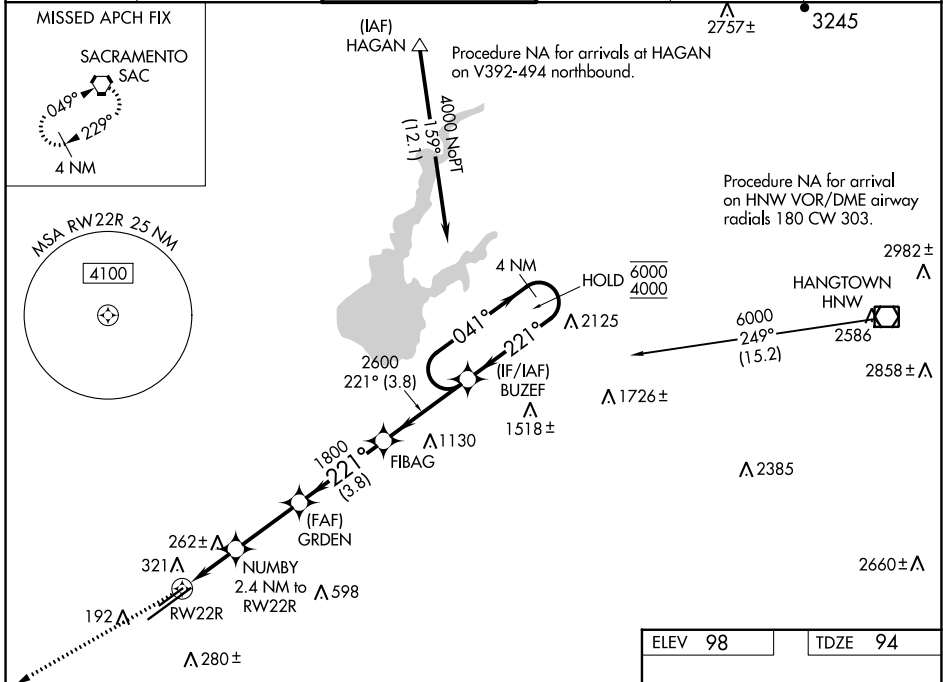 MISSED APCH FIX
SACRAMENTO
SAC
049°
229°
4 NM
(IAF)
HAGAN
Procedure NA for arrivals at HAGAN
on V392-494 northbound.
4000 NoPT
159°
(12.1)
2757±
3245
Procedure NA for arrival
on HNW VOR/DME airway
radials 180 CW 303.
MSA RW22R 25 NM
4100
2982±
HANGTOWN
HNW
2586
4 NM
HOLD
6000
4000
041°
221°
2125
6000
249°
(15.2)
2858±
2600
221° (3.8)
(IF/IAF)
BUZEF
1726±
1518±
1130
FIBAG
1800
221°
(3.8)
2385
(FAF)
GRDEN
262±
321
NUMBY
2.4 NM to
RW22R
598
2660±
192
RW22R
280±
ELEV 98
TDZE 94